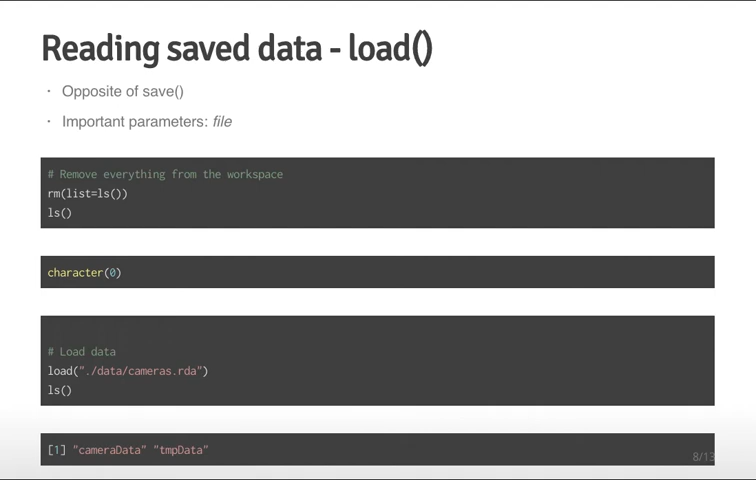 Reading saved data - load()
· Opposite of save()
· Important parameters: file
# Remove everything from the workspace
rm(list=ls())
ls()
character(0)
# Load data
load("./data/cameras.rda")
ls()
[1] "cameraData" "tmpData"
8/13